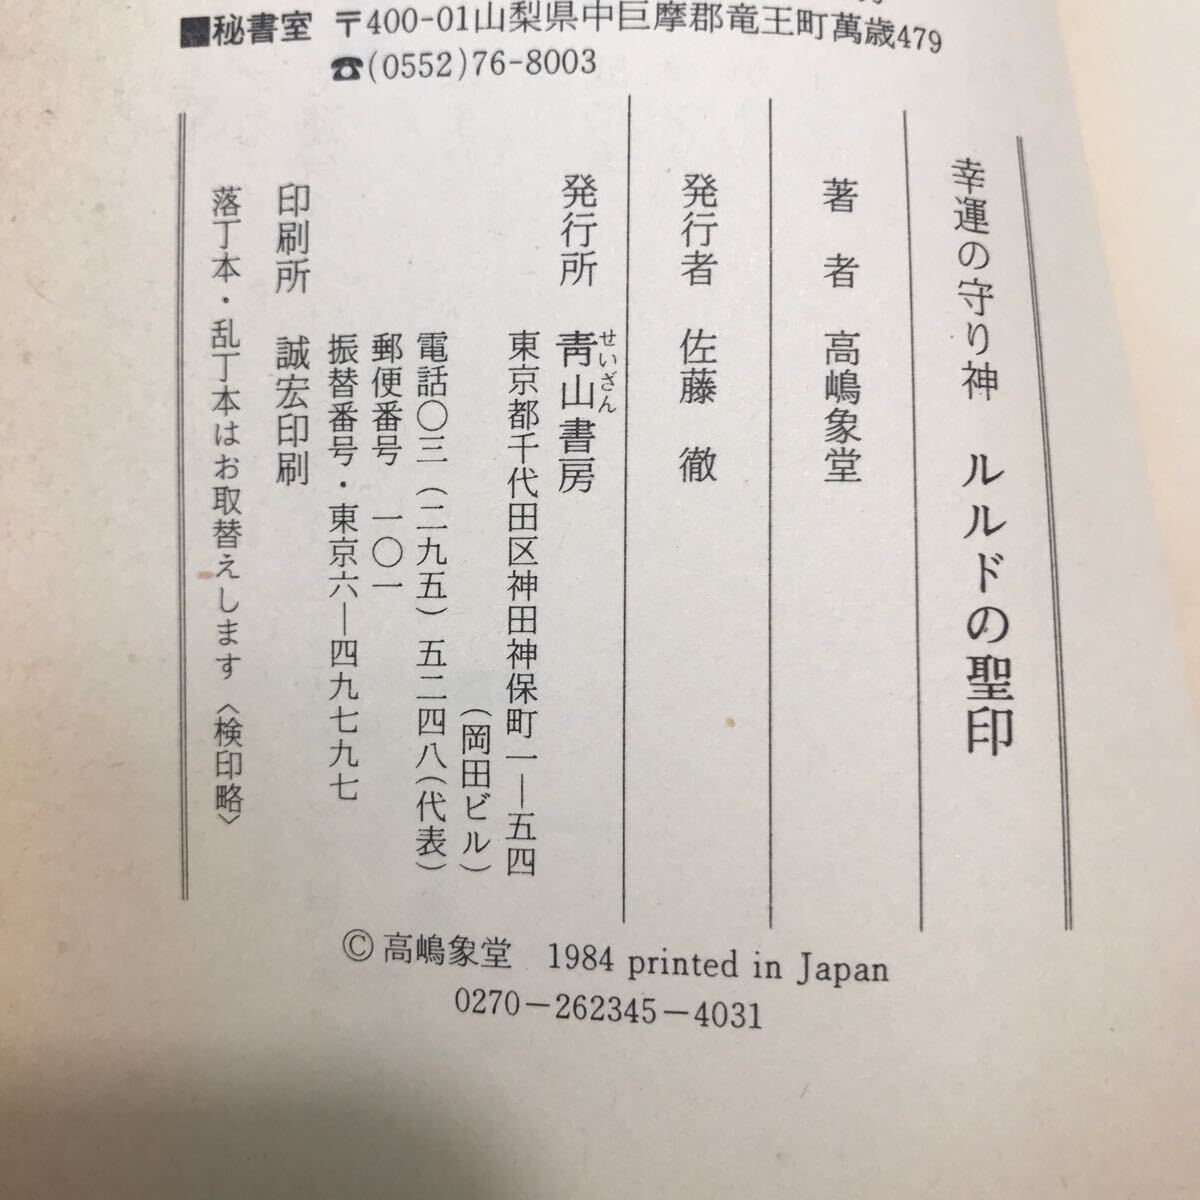 ■秘書室 〒400-01山梨県中巨摩郡竜王町萬歳479
☎(0552)76-8003
幸運の守り神 ルルドの聖印
著者 高嶋象堂
発行者 佐藤徹
発行所 青山書房
せいざん
東京都千代田区神田神保町一―五四
(岡田ビル)
電話〇三(二九五)五二四八(代表)
郵便番号 一〇一
振替番号・東京六―四九七九七
印刷所 誠宏印刷
落丁本・乱丁本はお取替えします〈検印略〉
© 高嶋象堂 1984 printed in Japan
0270-262345-4031